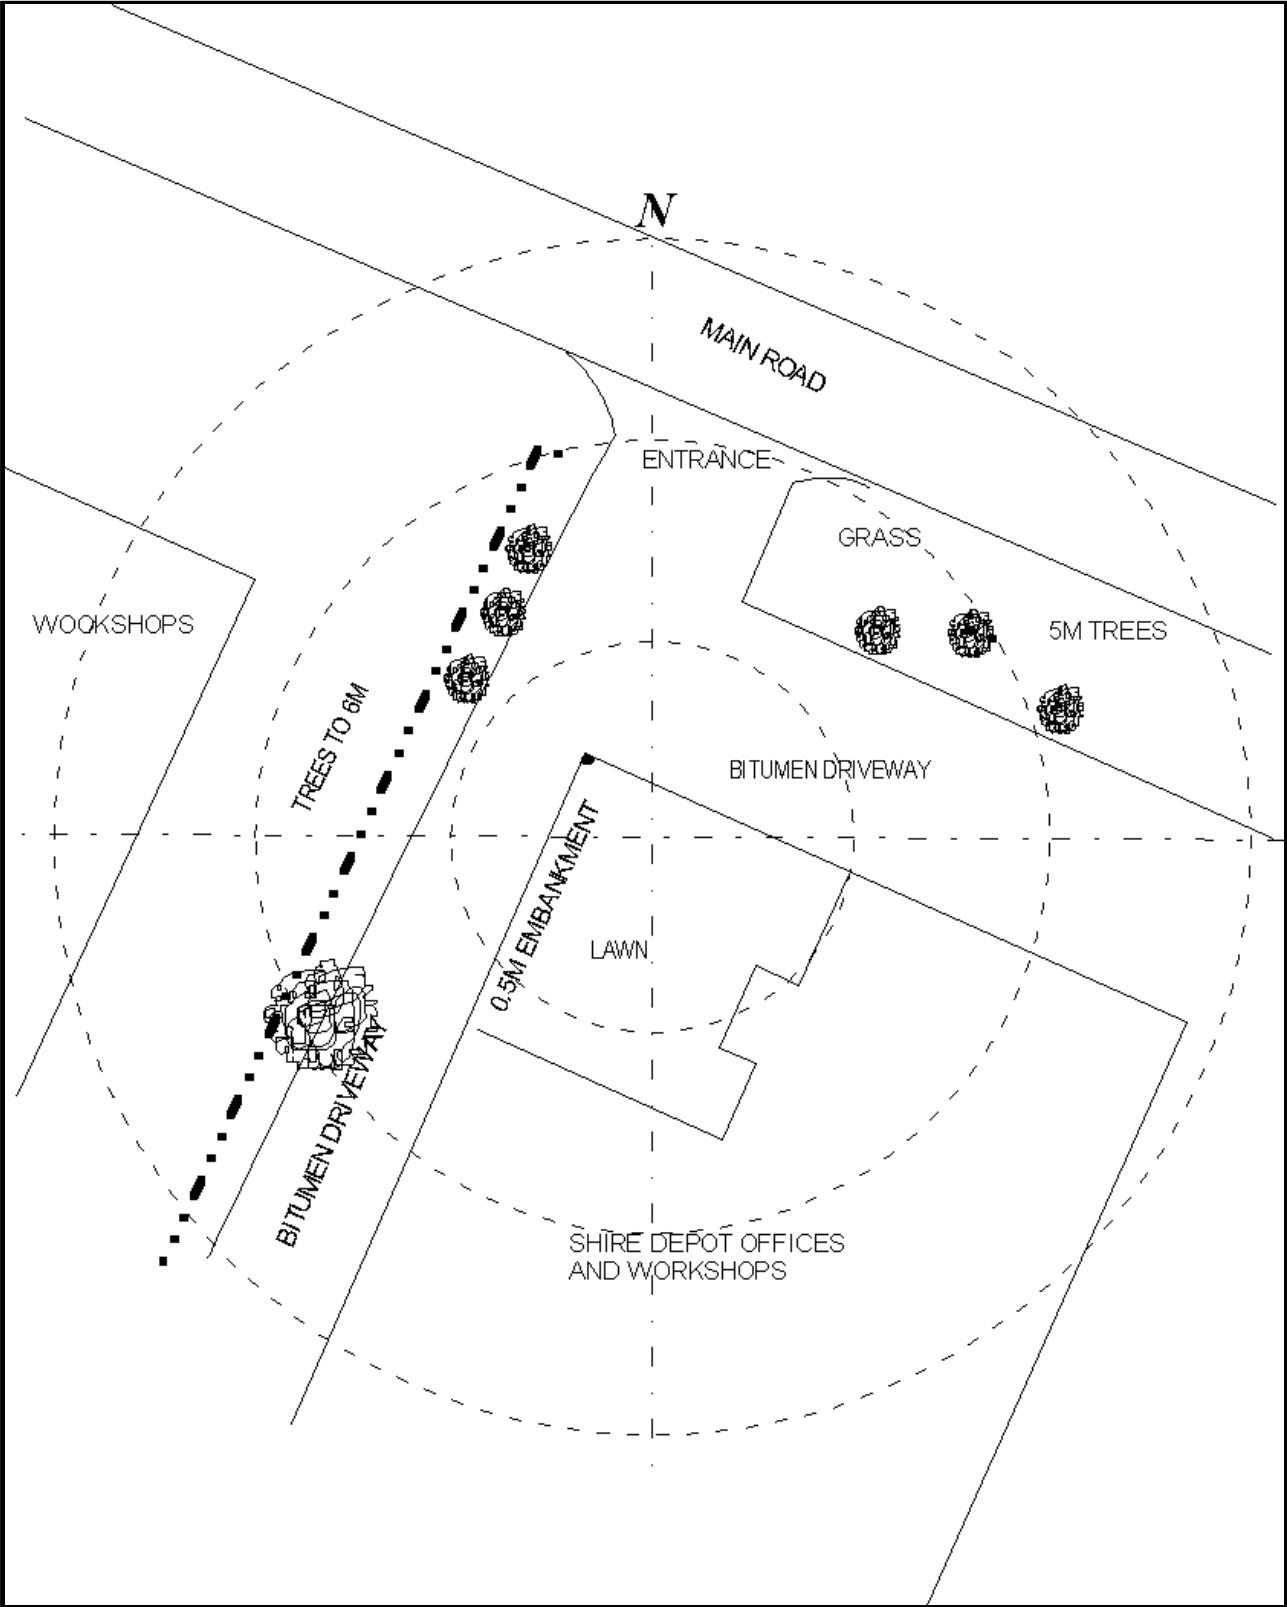 N
MAIN ROAD
ENTRANCE
GRASS
WOOKSHOPS
5M TREES
TREES TO 6M
BITUMEN DRIVEWAY
0.5M EMBANKMENT
LAWN
BITUMEN DRIVEWAY
SHIRE DEPOT OFFICES
AND WORKSHOPS